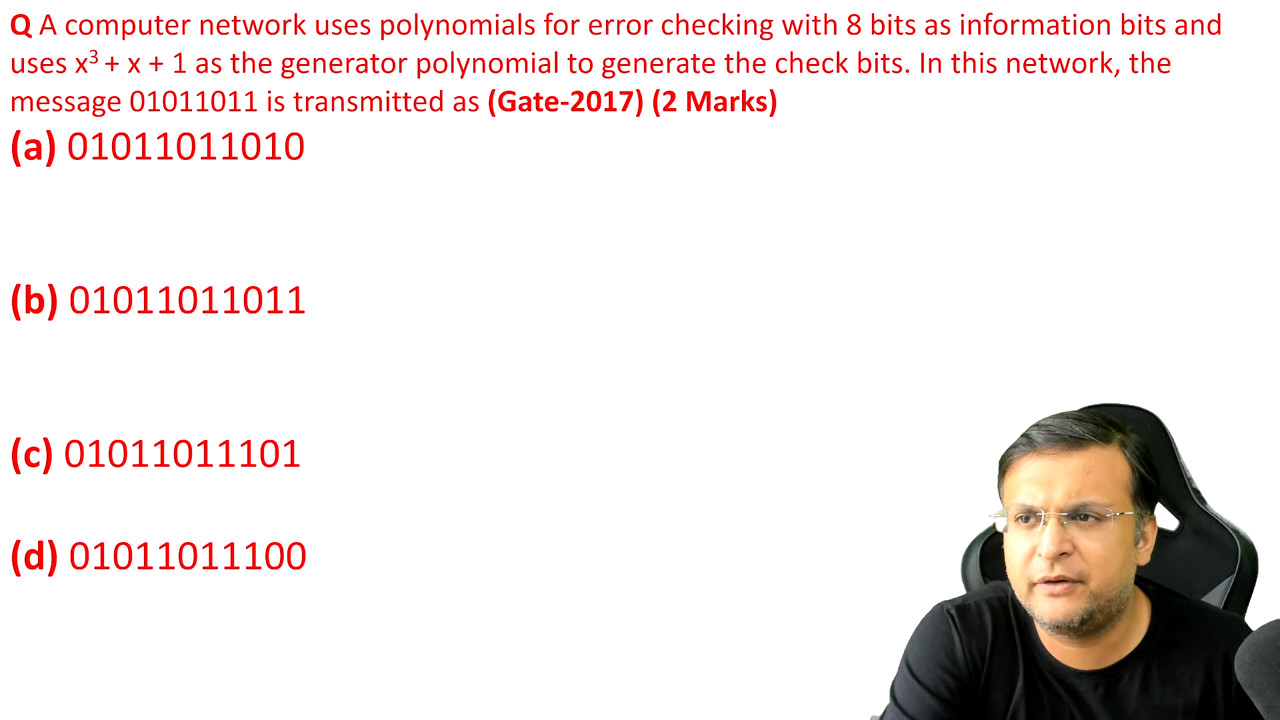 Q A computer network uses polynomials for error checking with 8 bits as information bits and
uses x³ + x + 1 as the generator polynomial to generate the check bits. In this network, the
message 01011011 is transmitted as (Gate-2017) (2 Marks)
(a) 01011011010
(b) 01011011011
(c) 01011011101
(d) 01011011100